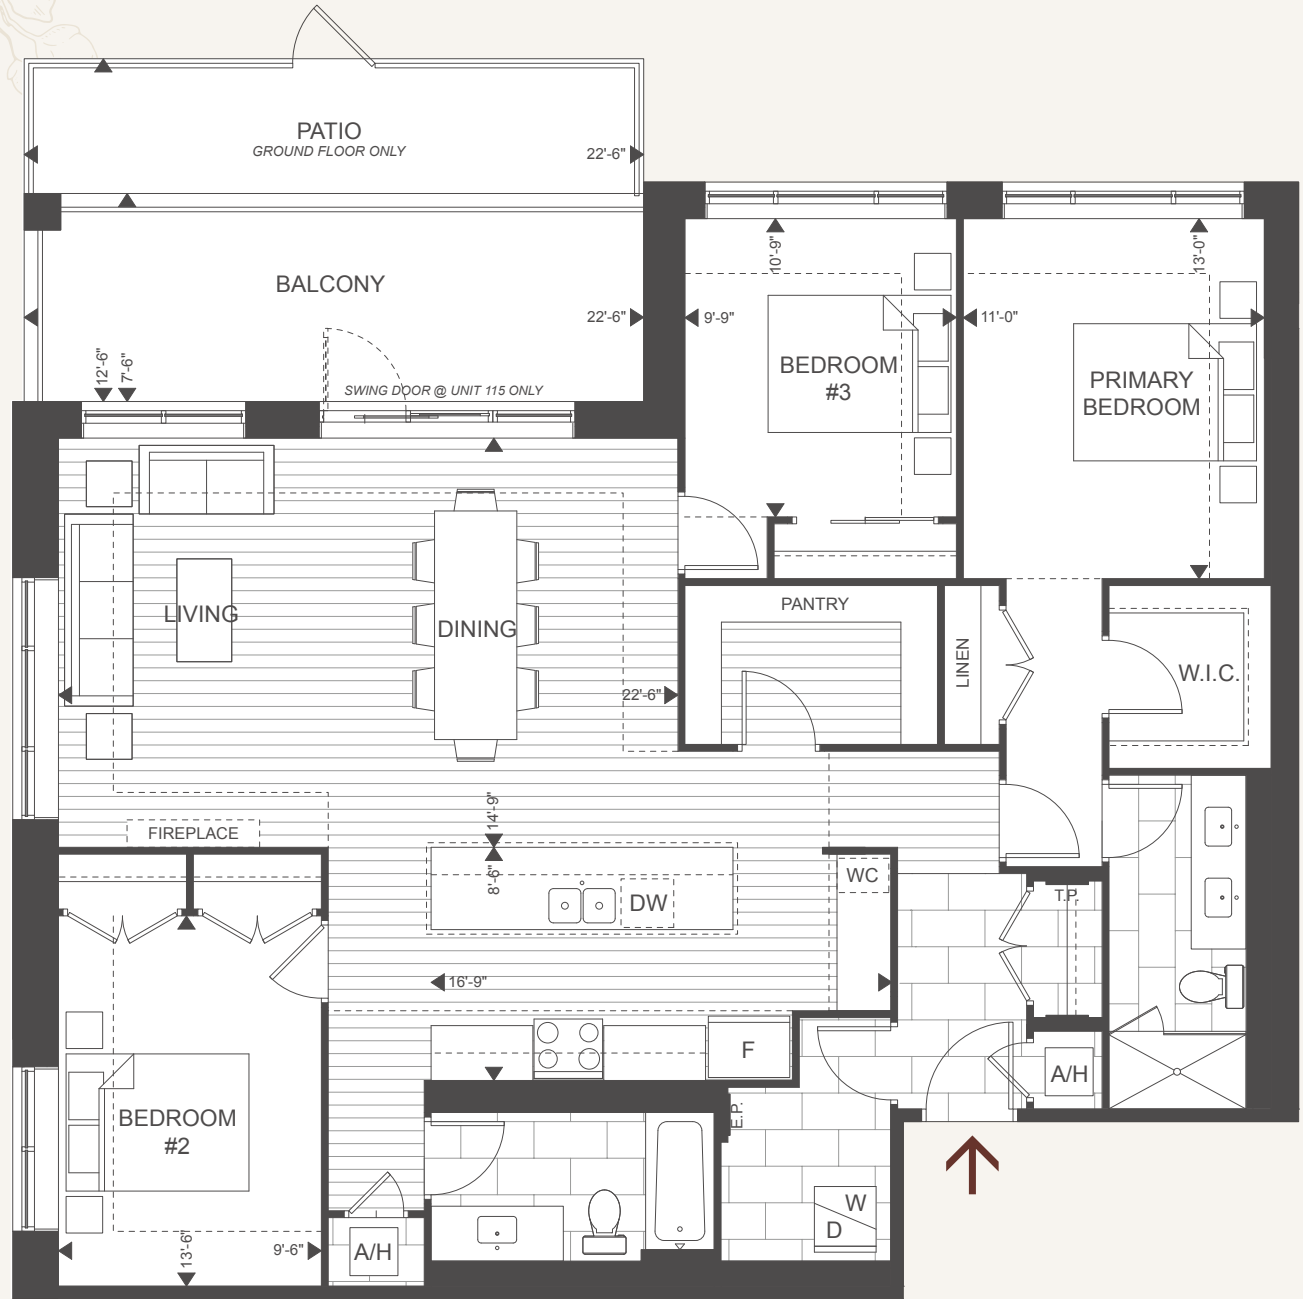 PATIO
GROUND FLOOR ONLY
22'-6"
BALCONY
22'-6"
12'-6"
7'-6"
SWING DOOR @ UNIT 115 ONLY
10'-9"
9'-9"
BEDROOM
#3
13'-0"
11'-0"
PRIMARY
BEDROOM
LIVING
DINING
22'-6"
PANTRY
LINEN
W.I.C.
FIREPLACE
14'-9"
8'-6"
DW
WC
T.P.
16'-9"
F
A/H
E.P.
BEDROOM
#2
13'-6"
9'-6"
A/H
W
D